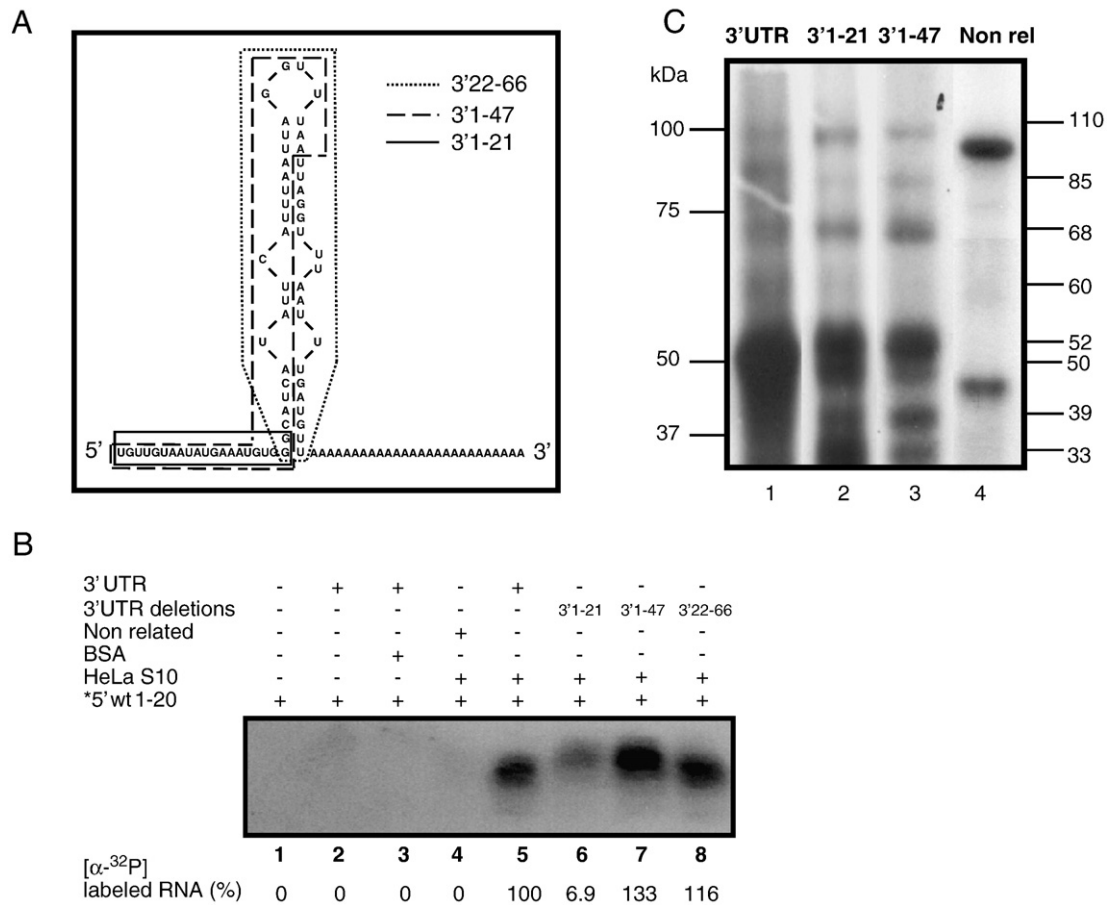 A
3'22-66
3'1-47
3'1-21
5' UGUUGUAAUAUGAAAUGUG AAAAAAAAAAAAAAAAAAAAAAAAA 3'
B
3' UTR - + + - + - - -
3'UTR deletions - - - - - 3'1-21 3'1-47 3'22-66
Non related - - - + - - - -
BSA - - + - - - - -
HeLa S10 - - - + + + + +
*5' wt 1-20 + + + + + + + +
1 2 3 4 5 6 7 8
[α-³²P]
labeled RNA (%) 0 0 0 0 100 6.9 133 116
C
3'UTR 3'1-21 3'1-47 Non rel
kDa
100
75
50
37
110
85
68
60
52
50
39
33
1 2 3 4